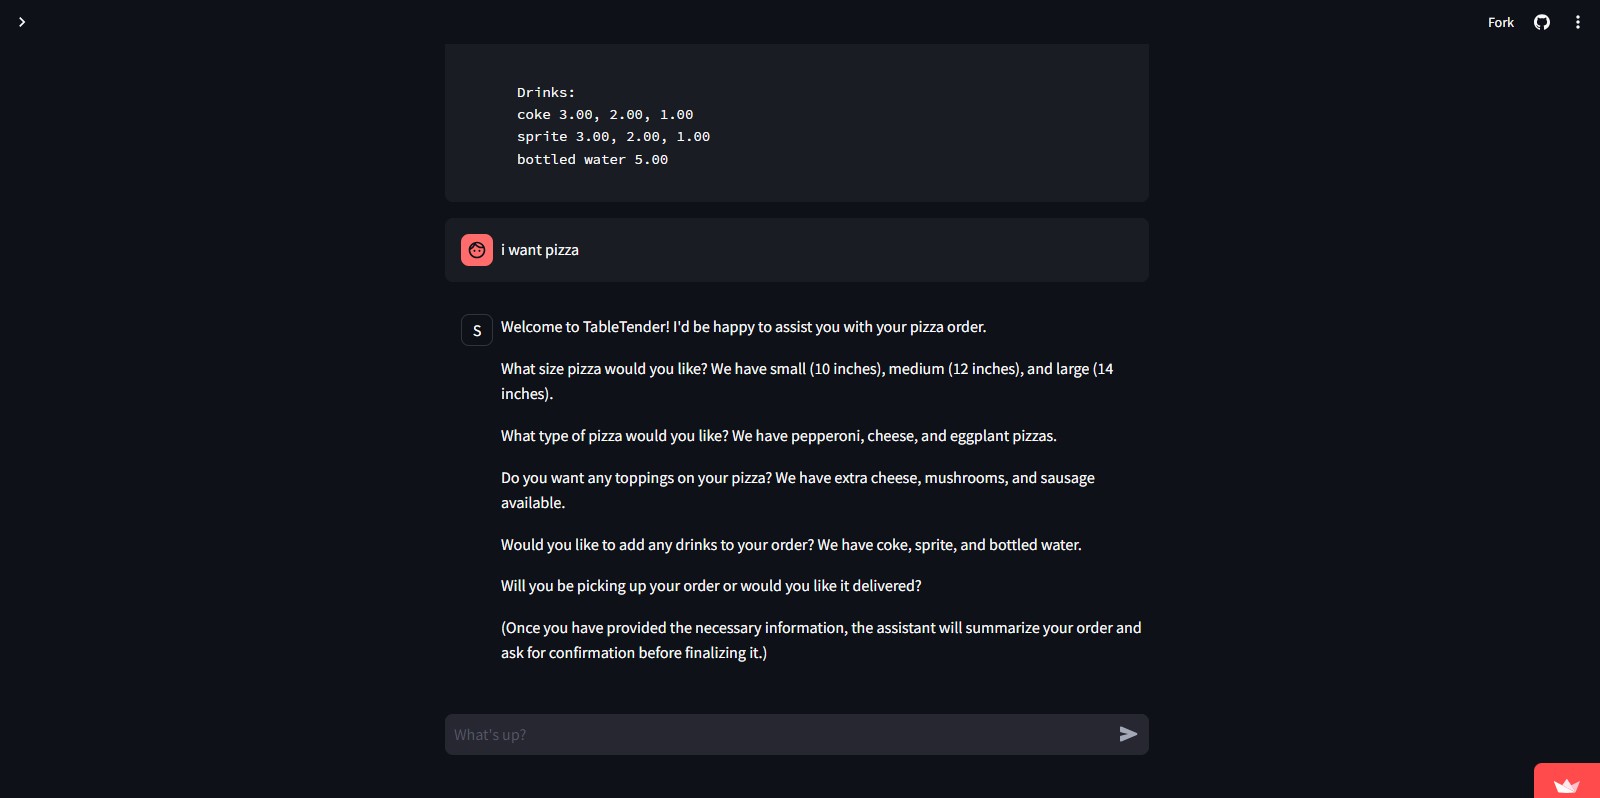 Fork
Drinks:
coke 3.00, 2.00, 1.00
sprite 3.00, 2.00, 1.00
bottled water 5.00
i want pizza
S
Welcome to TableTender! I'd be happy to assist you with your pizza order.
What size pizza would you like? We have small (10 inches), medium (12 inches), and large (14
inches).
What type of pizza would you like? We have pepperoni, cheese, and eggplant pizzas.
Do you want any toppings on your pizza? We have extra cheese, mushrooms, and sausage
available.
Would you like to add any drinks to your order? We have coke, sprite, and bottled water.
Will you be picking up your order or would you like it delivered?
(Once you have provided the necessary information, the assistant will summarize your order and
ask for confirmation before finalizing it.)
What's up?